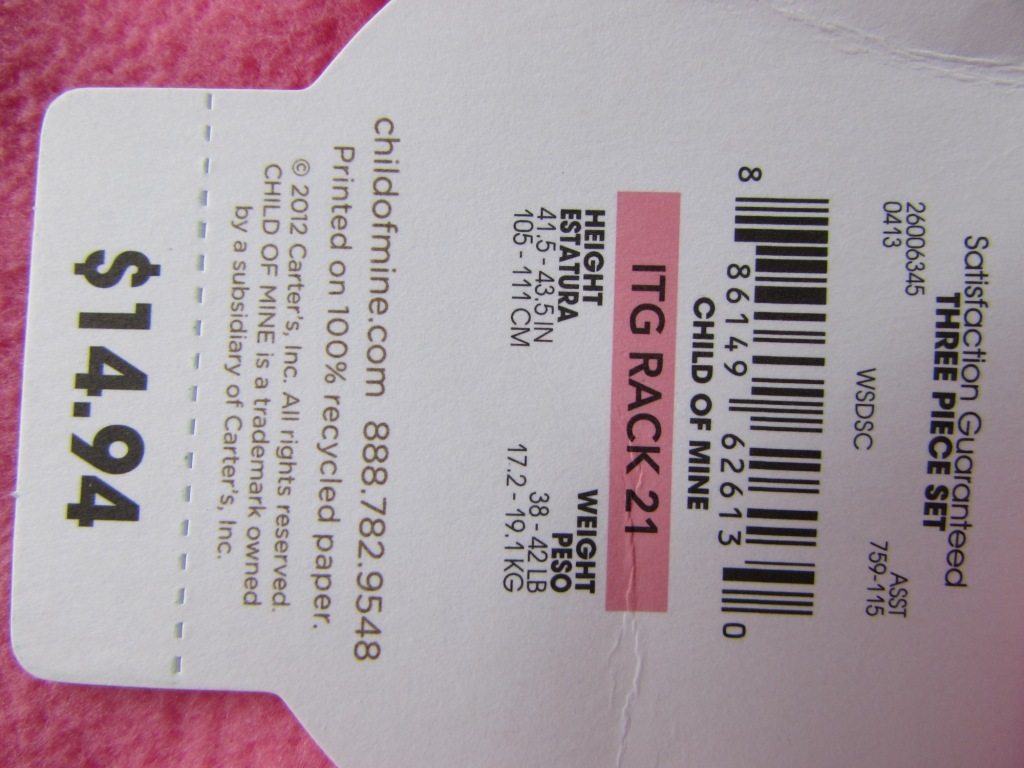 Satisfaction Guaranteed
THREE PIECE SET
26006345
0413
WSDSC
ASST
759-115
8 86149 62613 0
CHILD OF MINE
ITG RACK 21
HEIGHT
ESTATURA
41.5 - 43.5 IN
105 - 111 CM
WEIGHT
PESO
38 - 42 LB
17.2 - 19.1 KG
childofmine.com 888.782.9548
Printed on 100% recycled paper.
© 2012 Carter's, Inc. All rights reserved.
CHILD OF MINE is a trademark owned
by a subsidiary of Carter's, Inc.
$14.94